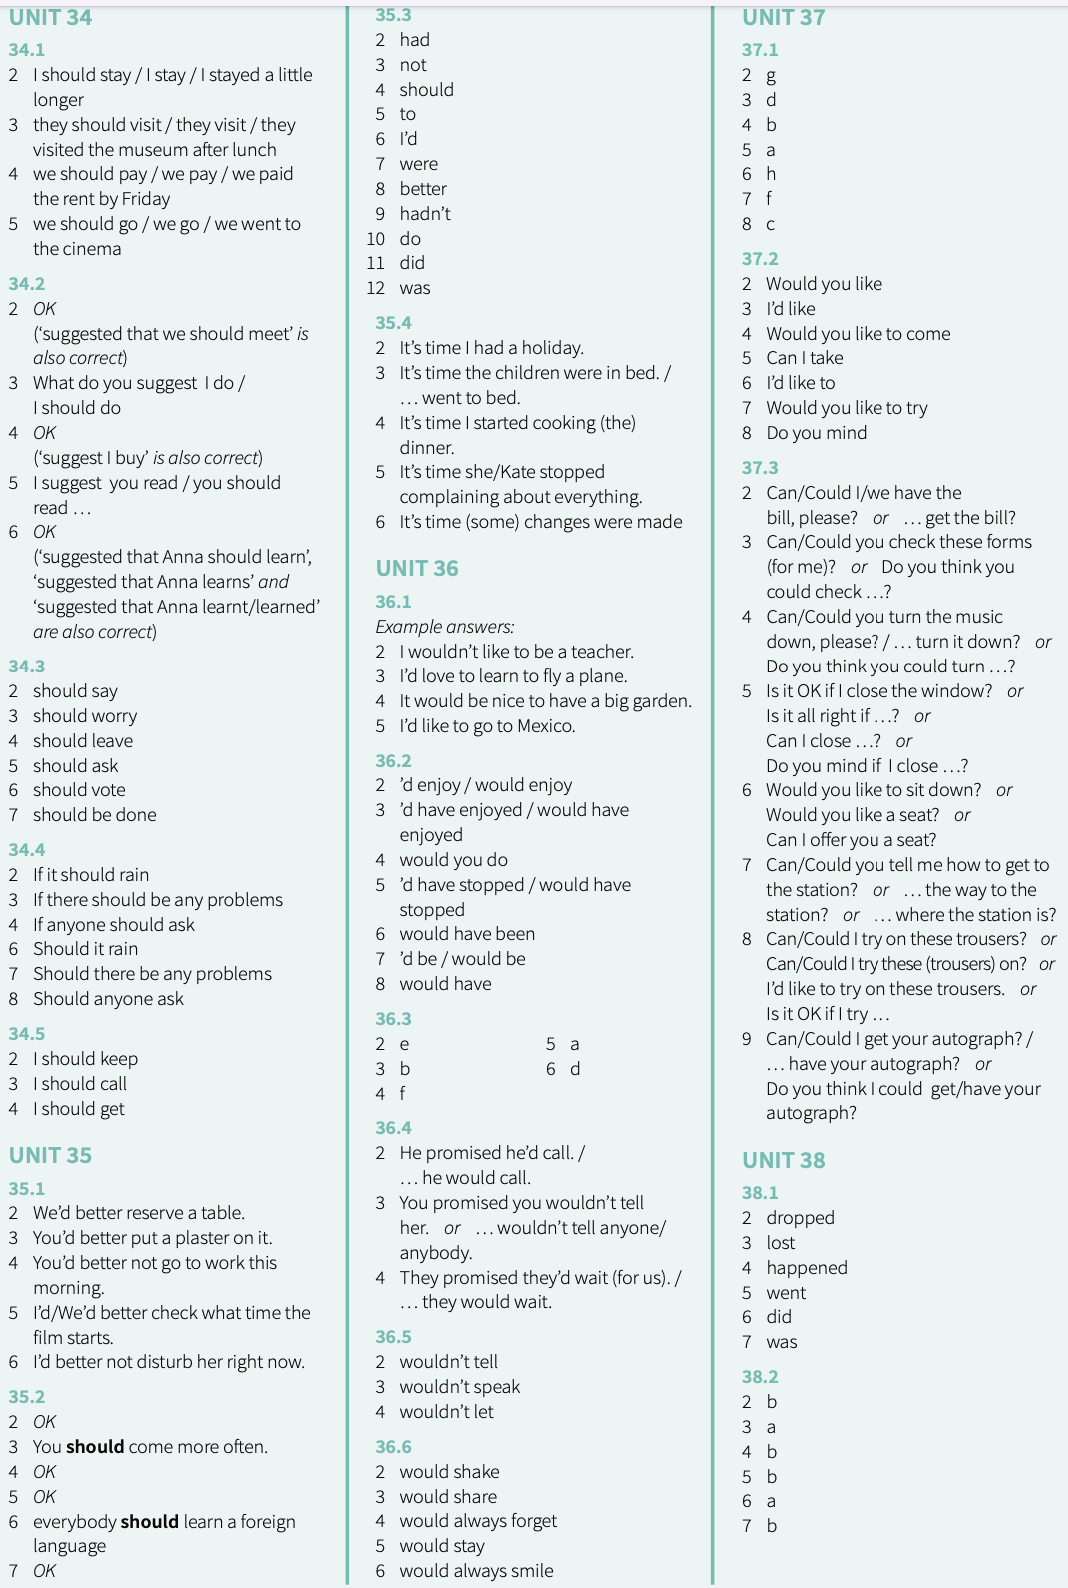 UNIT 34
34.1
2 I should stay / I stay / I stayed a little
longer
3 they should visit / they visit / they
visited the museum after lunch
4 we should pay / we pay / we paid
the rent by Friday
5 we should go / we go / we went to
the cinema
34.2
2 OK
(‘suggested that we should meet’ is
also correct)
3 What do you suggest I do /
I should do
4 OK
(‘suggest I buy’ is also correct)
5 I suggest you read / you should
read …
6 OK
(‘suggested that Anna should learn’,
‘suggested that Anna learns’ and
‘suggested that Anna learnt/learned’
are also correct)
34.3
2 should say
3 should worry
4 should leave
5 should ask
6 should vote
7 should be done
34.4
2 If it should rain
3 If there should be any problems
4 If anyone should ask
6 Should it rain
7 Should there be any problems
8 Should anyone ask
34.5
2 I should keep
3 I should call
4 I should get
UNIT 35
35.1
2 We’d better reserve a table.
3 You’d better put a plaster on it.
4 You’d better not go to work this
morning.
5 I’d/We’d better check what time the
film starts.
6 I’d better not disturb her right now.
35.2
2 OK
3 You should come more often.
4 OK
5 OK
6 everybody should learn a foreign
language
7 OK
35.3
2 had
3 not
4 should
5 to
6 I’d
7 were
8 better
9 hadn’t
10 do
11 did
12 was
35.4
2 It’s time I had a holiday.
3 It’s time the children were in bed. /
… went to bed.
4 It’s time I started cooking (the)
dinner.
5 It’s time she/Kate stopped
complaining about everything.
6 It’s time (some) changes were made
UNIT 36
36.1
Example answers:
2 I wouldn’t like to be a teacher.
3 I’d love to learn to fly a plane.
4 It would be nice to have a big garden.
5 I’d like to go to Mexico.
36.2
2 ’d enjoy / would enjoy
3 ’d have enjoyed / would have
enjoyed
4 would you do
5 ’d have stopped / would have
stopped
6 would have been
7 ’d be / would be
8 would have
36.3
2 e 5 a
3 b 6 d
4 f
36.4
2 He promised he’d call. /
… he would call.
3 You promised you wouldn’t tell
her. or … wouldn’t tell anyone/
anybody.
4 They promised they’d wait (for us). /
… they would wait.
36.5
2 wouldn’t tell
3 wouldn’t speak
4 wouldn’t let
36.6
2 would shake
3 would share
4 would always forget
5 would stay
6 would always smile
UNIT 37
37.1
2 g
3 d
4 b
5 a
6 h
7 f
8 c
37.2
2 Would you like
3 I’d like
4 Would you like to come
5 Can I take
6 I’d like to
7 Would you like to try
8 Do you mind
37.3
2 Can/Could I/we have the
bill, please? or … get the bill?
3 Can/Could you check these forms
(for me)? or Do you think you
could check …?
4 Can/Could you turn the music
down, please? / … turn it down? or
Do you think you could turn …?
5 Is it OK if I close the window? or
Is it all right if …? or
Can I close …? or
Do you mind if I close …?
6 Would you like to sit down? or
Would you like a seat? or
Can I offer you a seat?
7 Can/Could you tell me how to get to
the station? or … the way to the
station? or … where the station is?
8 Can/Could I try on these trousers? or
Can/Could I try these (trousers) on? or
I’d like to try on these trousers. or
Is it OK if I try …
9 Can/Could I get your autograph? /
… have your autograph? or
Do you think I could get/have your
autograph?
UNIT 38
38.1
2 dropped
3 lost
4 happened
5 went
6 did
7 was
38.2
2 b
3 a
4 b
5 b
6 a
7 b